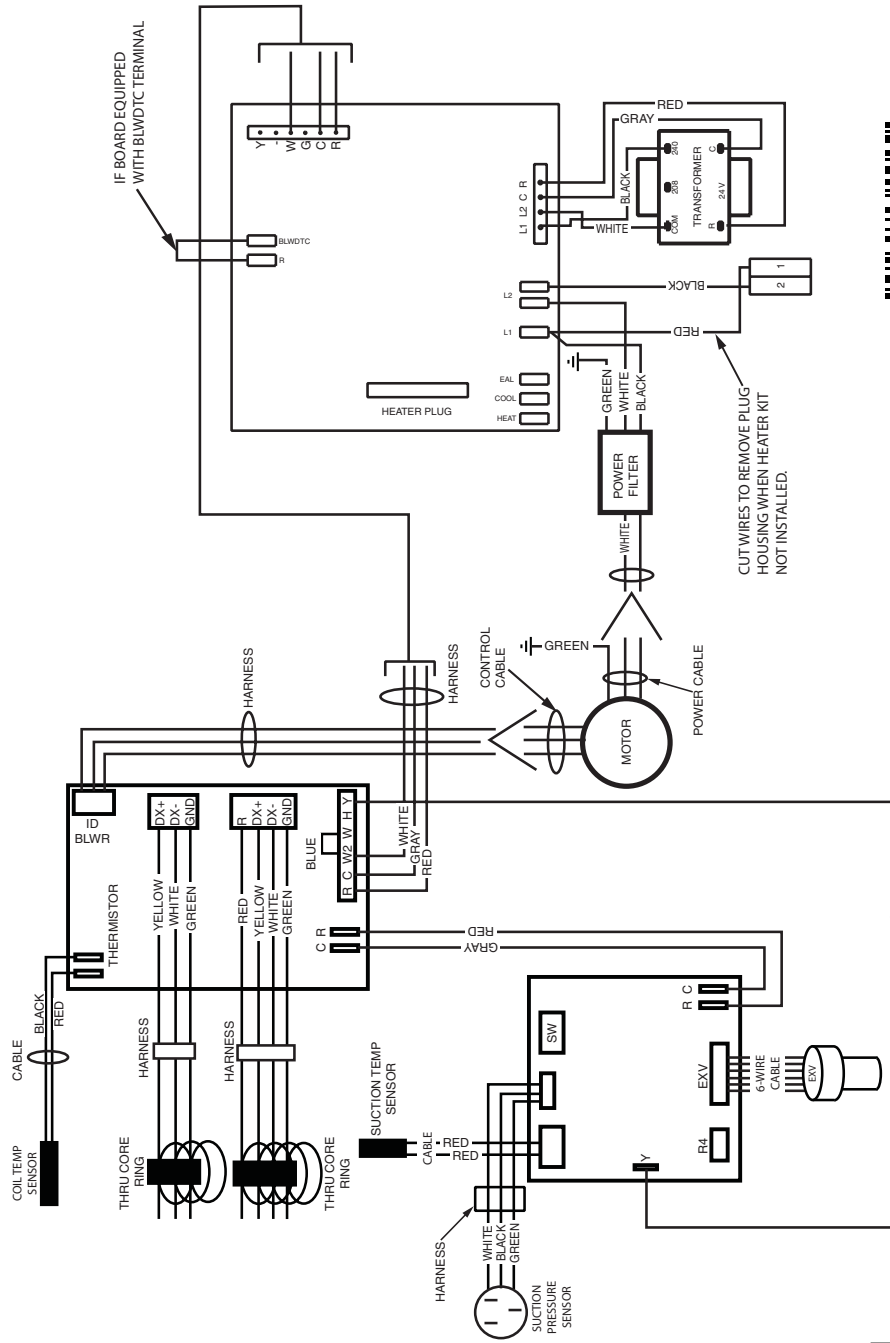 IF BOARD EQUIPPED
WITH BLWDTC TERMINAL
Y
-
W
G
C
R
BLWDTC
R
HEATER PLUG
EAL
COOL
HEAT
L1
L2
L1 L2 C R
RED
GRAY
BLACK
WHITE
COM
208
240
TRANSFORMER
R
24 V
C
BLACK
RED
2
1
GREEN
WHITE
BLACK
POWER
FILTER
WHITE
CUT WIRES TO REMOVE PLUG
HOUSING WHEN HEATER KIT
NOT INSTALLED.
HARNESS
HARNESS
CONTROL
CABLE
GREEN
POWER CABLE
MOTOR
ID
BLWR
THERMISTOR
DX+
DX-
GND
YELLOW
WHITE
GREEN
R
DX+
DX-
GND
RED
YELLOW
WHITE
GREEN
BLUE
R C W2 W H Y
WHITE
GRAY
RED
C R
RED
GRAY
CABLE
BLACK
RED
COIL TEMP
SENSOR
HARNESS
HARNESS
THRU CORE
RING
THRU CORE
RING
SUCTION TEMP
SENSOR
CABLE
RED
RED
HARNESS
WHITE
BLACK
GREEN
SUCTION
PRESSURE
SENSOR
SW
R C
EXV
R4
Y
6-WIRE
CABLE
EXV